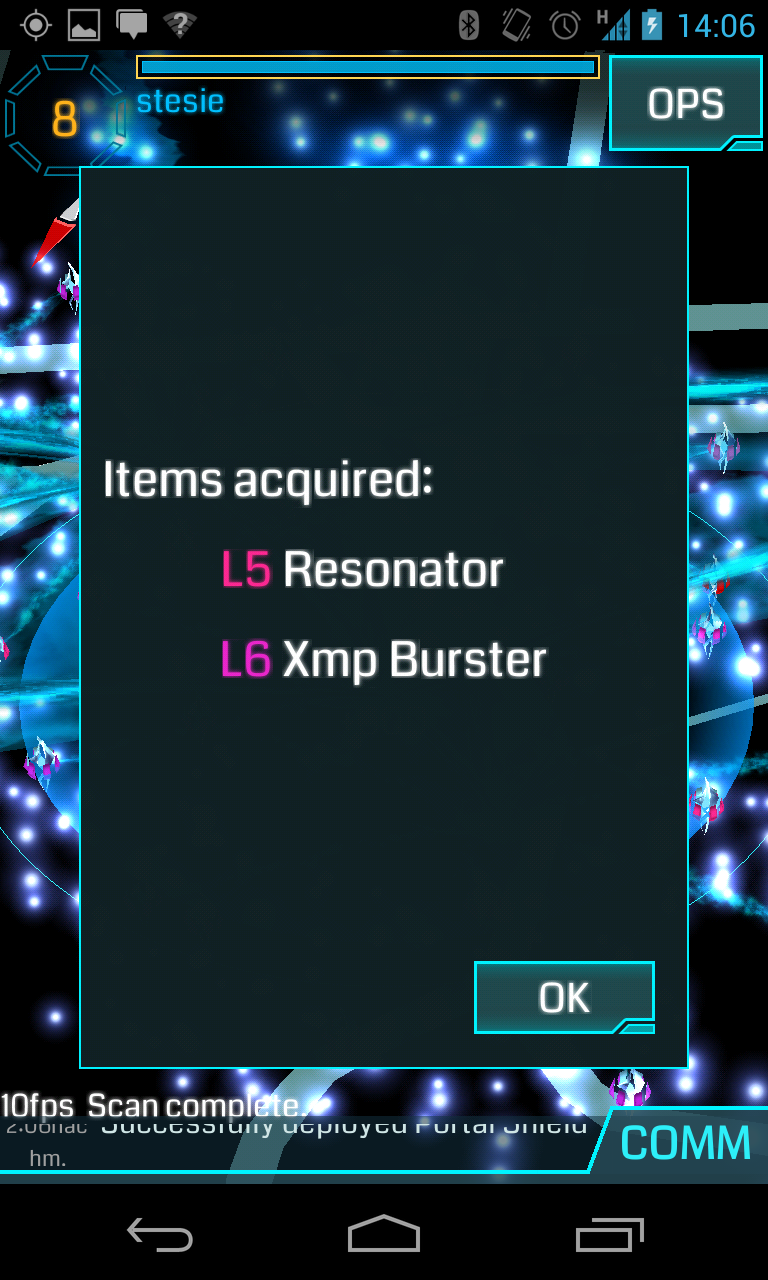 H 14:06
8
stesie
OPS
Items acquired:
L5 Resonator
L6 Xmp Burster
OK
10fps Scan complete.
Successfully deployed Portal Shield
hm.
COMM